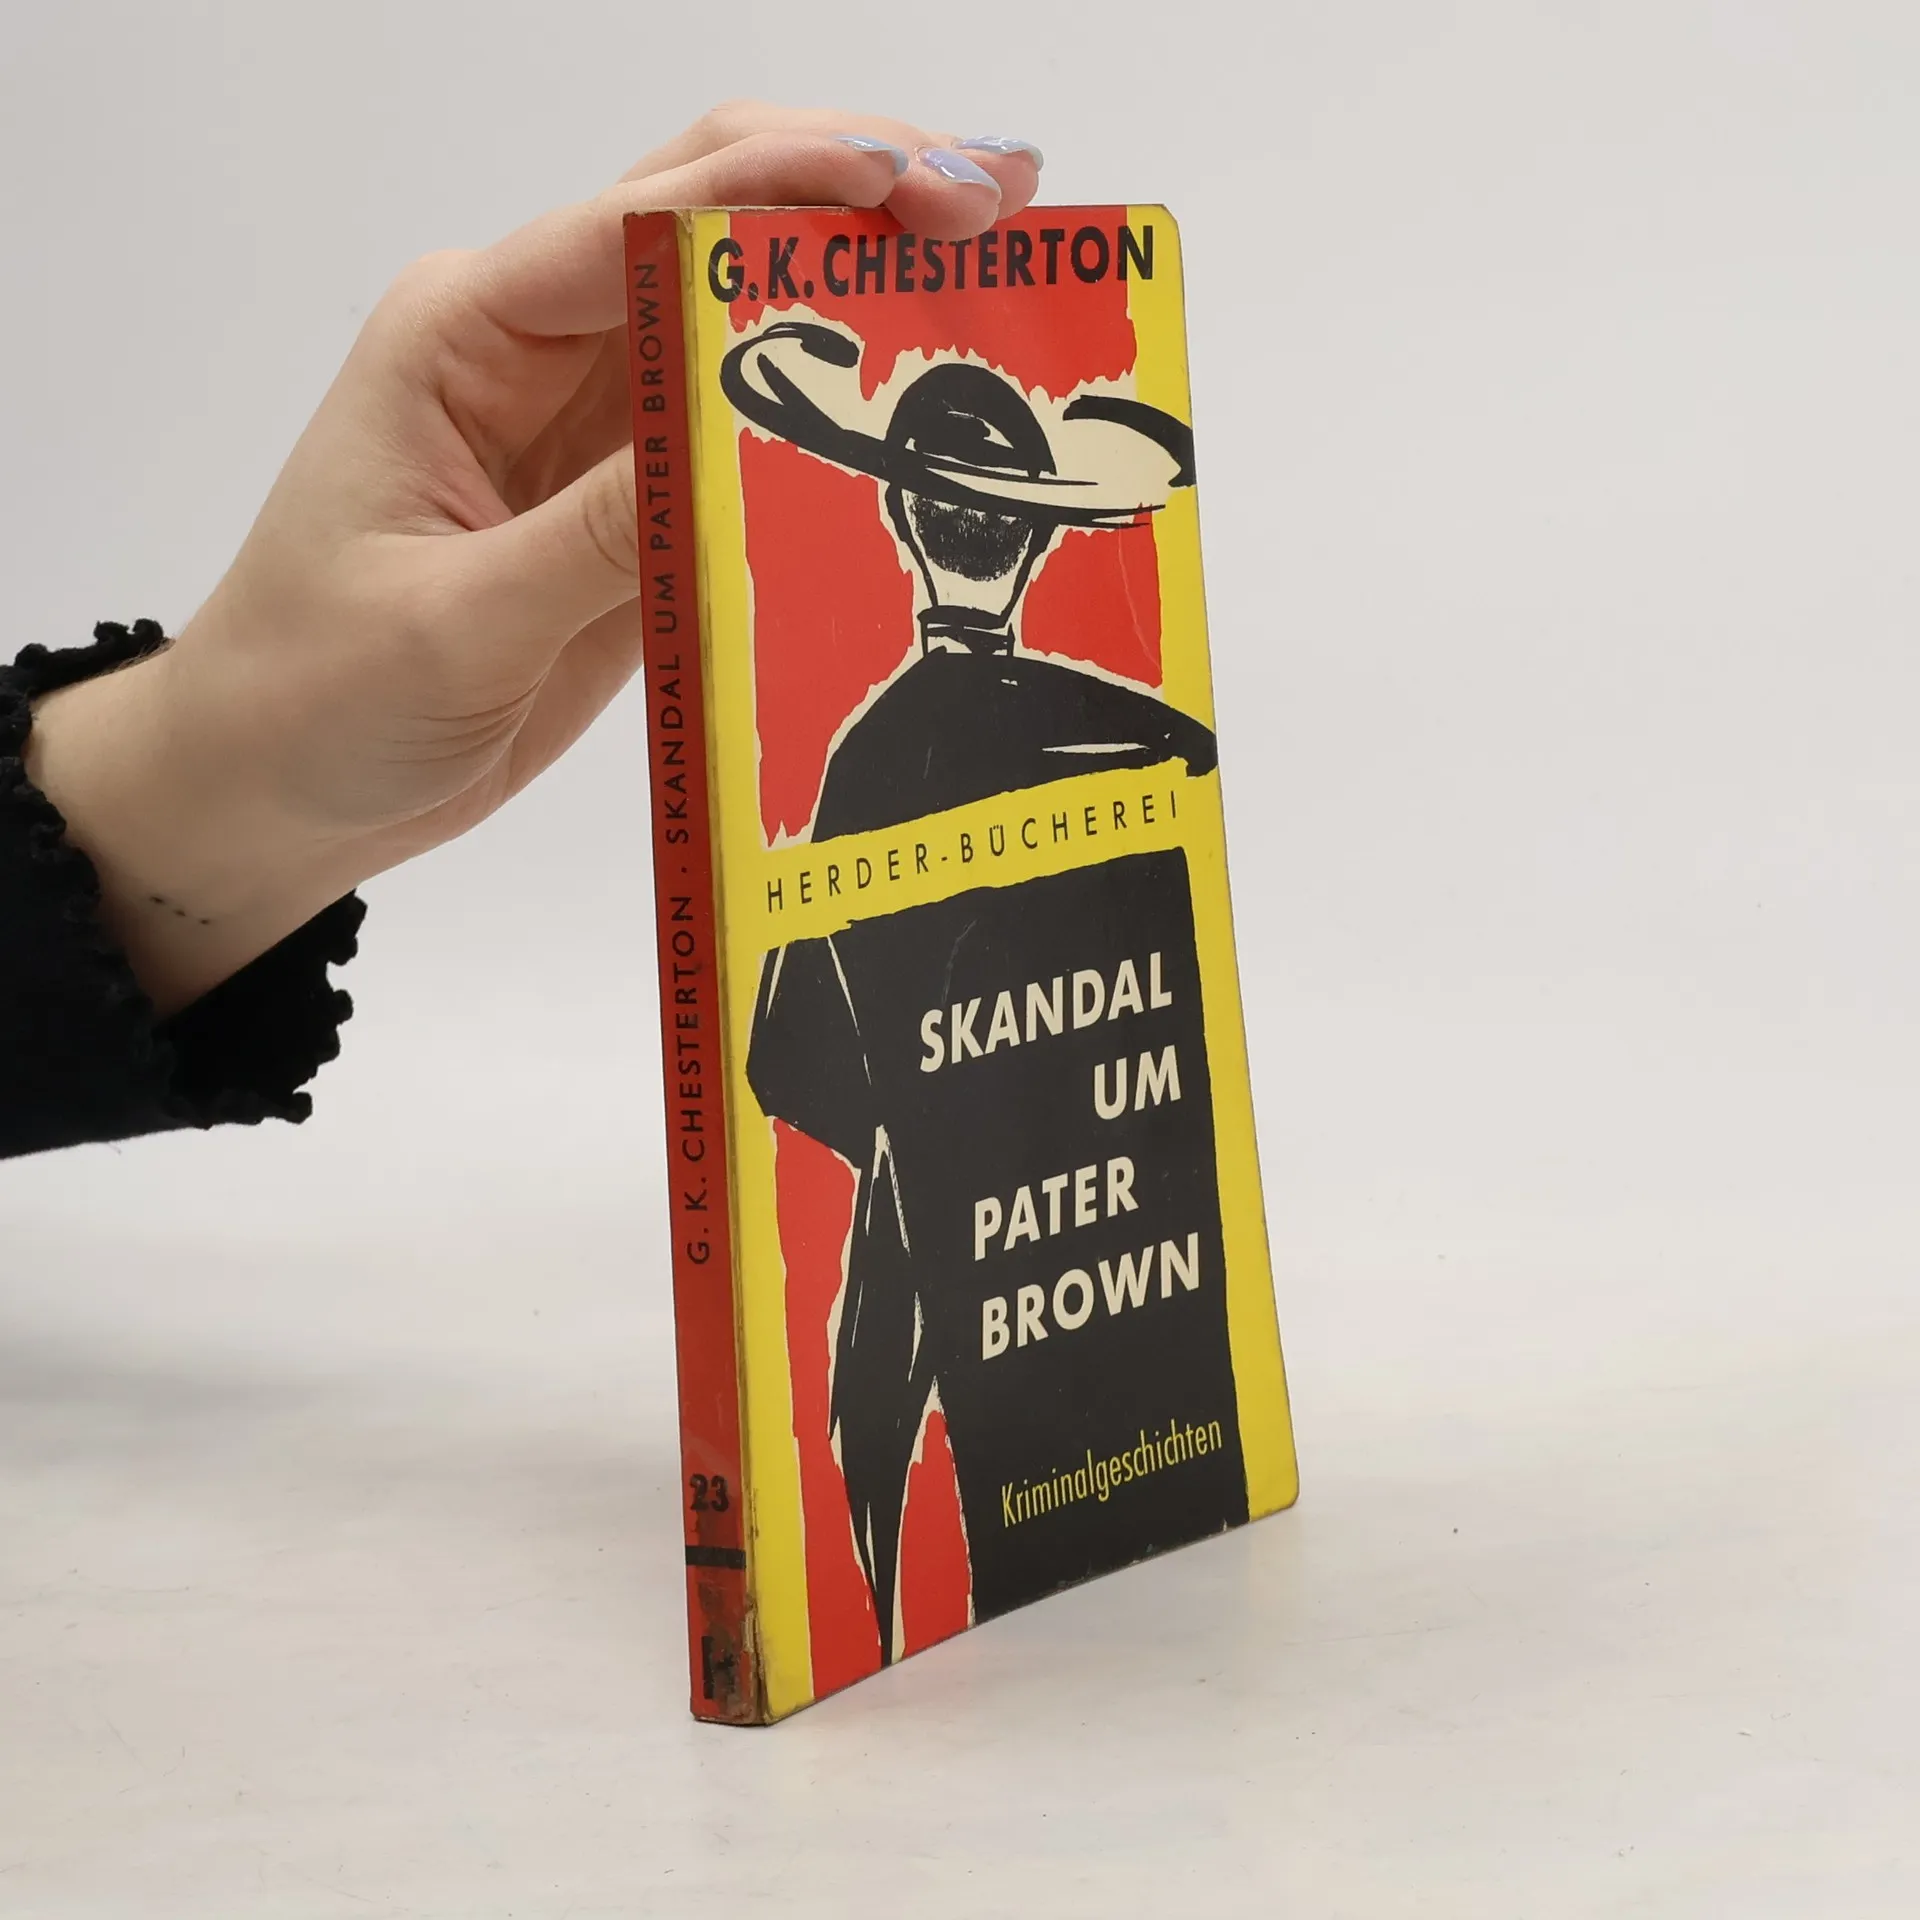 G.K.CHESTERTON
HERDER-BÜCHEREI
SKANDAL
UM
PATER
BROWN
Kriminalgeschichten
G.K.CHESTERTON · SKANDAL UM PATER BROWN
23